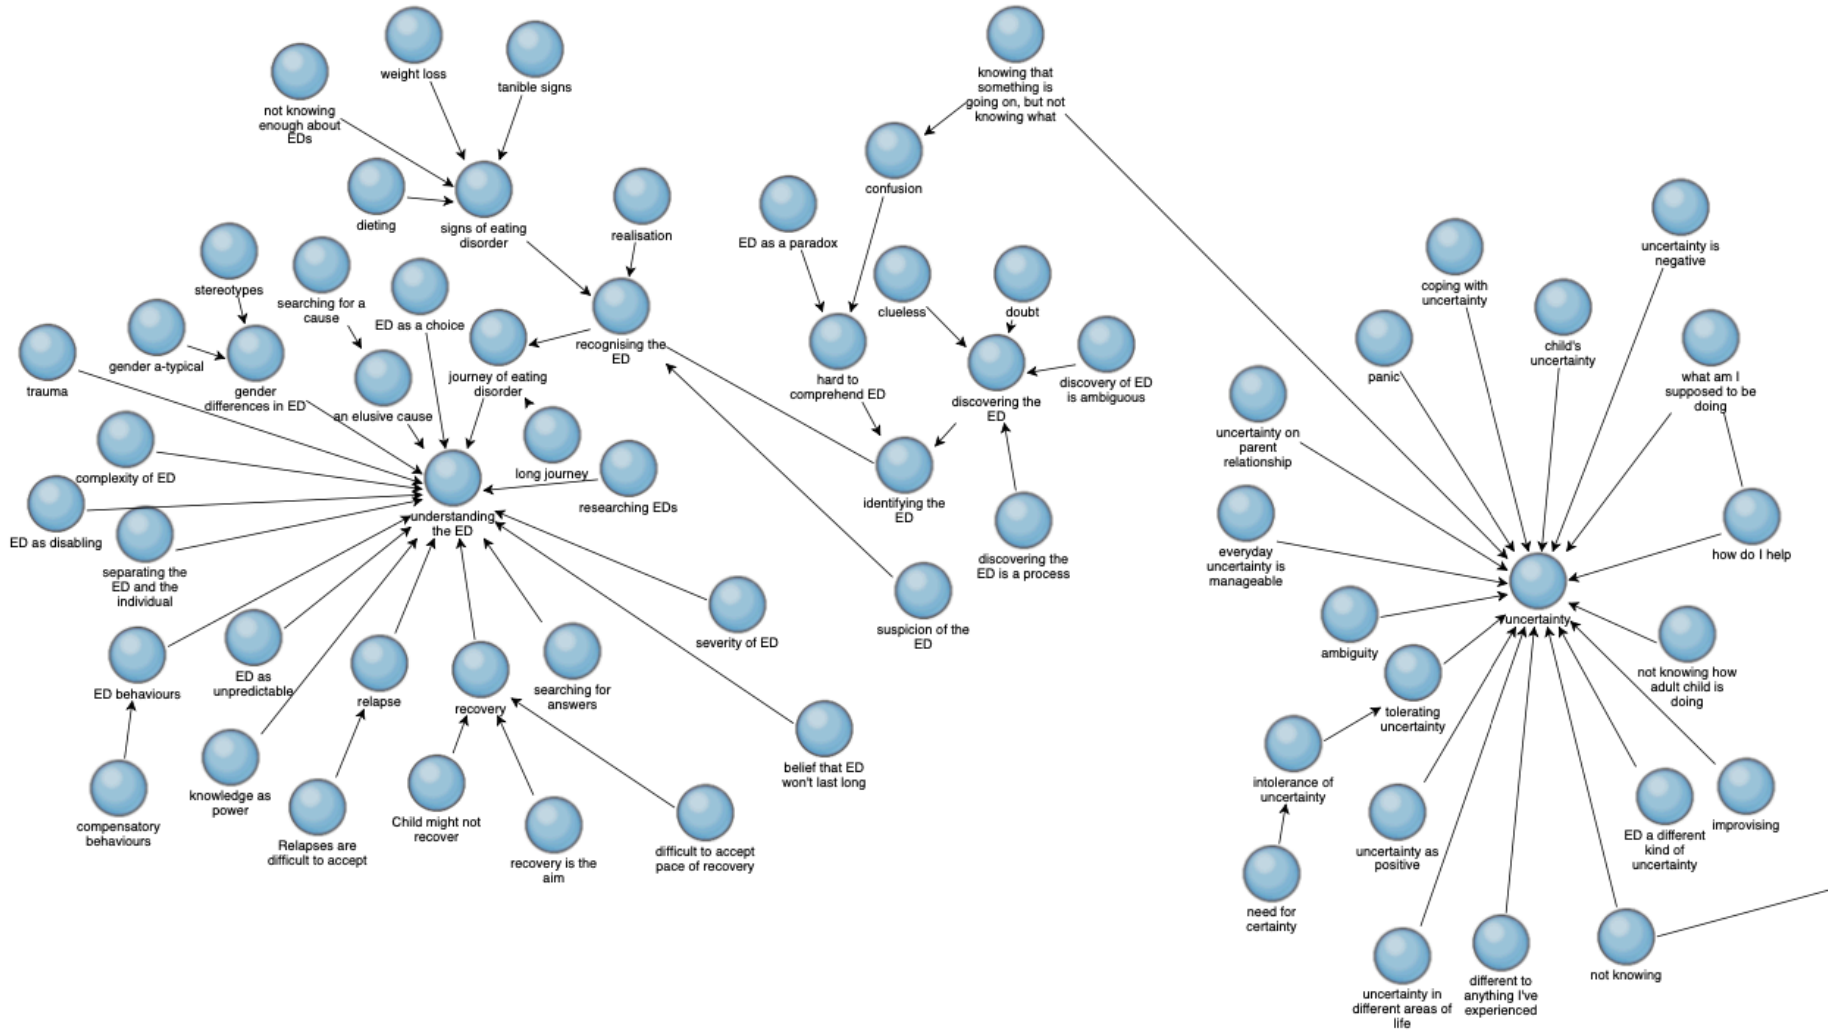 weight loss
tanible signs
not knowing
enough about
EDs
knowing that
something is
going on, but not
knowing what
dieting
signs of eating
disorder
realisation
confusion
ED as a paradox
stereotypes
searching for a
cause
ED as a choice
recognising the
ED
clueless
doubt
gender a-typical
gender
differences in ED
trauma
an elusive cause
journey of eating
disorder
hard to
comprehend ED
discovering the
ED
discovery of ED
is ambiguous
complexity of ED
long journey
researching EDs
identifying the
ED
ED as disabling
separating the
ED and the
individual
understanding
the ED
discovering the
ED is a process
suspicion of the
ED
severity of ED
ED behaviours
ED as
unpredictable
relapse
recovery
searching for
answers
belief that ED
won't last long
compensatory
behaviours
knowledge as
power
Relapses are
difficult to accept
Child might not
recover
recovery is the
aim
difficult to accept
pace of recovery
uncertainty is
negative
coping with
uncertainty
child's
uncertainty
panic
what am I
supposed to be
doing
uncertainty on
parent
relationship
everyday
uncertainty is
manageable
how do I help
uncertainty
ambiguity
not knowing how
adult child is
doing
tolerating
uncertainty
intolerance of
uncertainty
need for
certainty
uncertainty as
positive
ED a different
kind of
uncertainty
improvising
uncertainty in
different areas of
life
different to
anything I've
experienced
not knowing